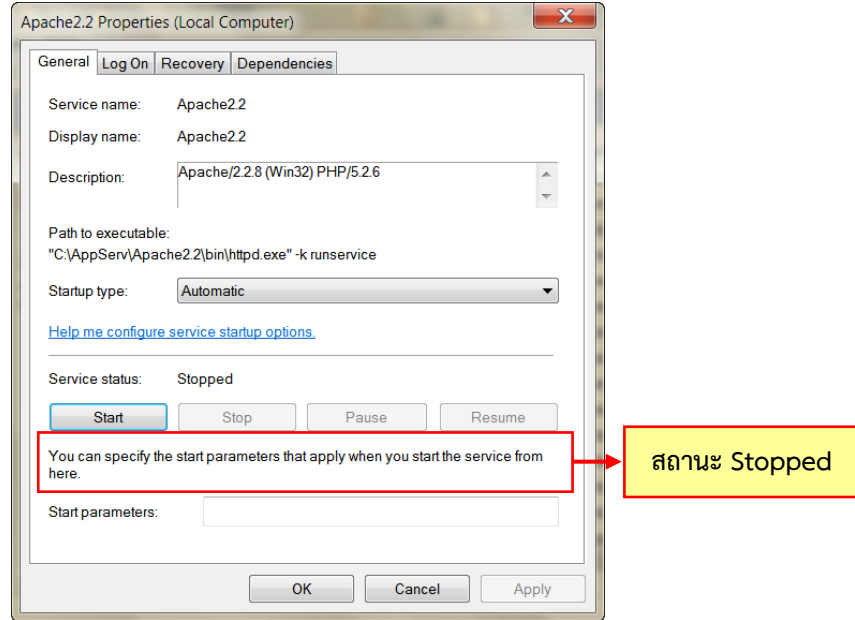 Apache2.2 Properties (Local Computer)
General Log On Recovery Dependencies
Service name: Apache2.2
Display name: Apache2.2
Description: Apache/2.2.8 (Win32) PHP/5.2.6
Path to executable:
"C:\AppServ\Apache2.2\bin\httpd.exe" -k runservice
Startup type: Automatic
Help me configure service startup options.
Service status: Stopped
Start Stop Pause Resume
You can specify the start parameters that apply when you start the service from
here.
สถานะ Stopped
Start parameters:
OK Cancel Apply